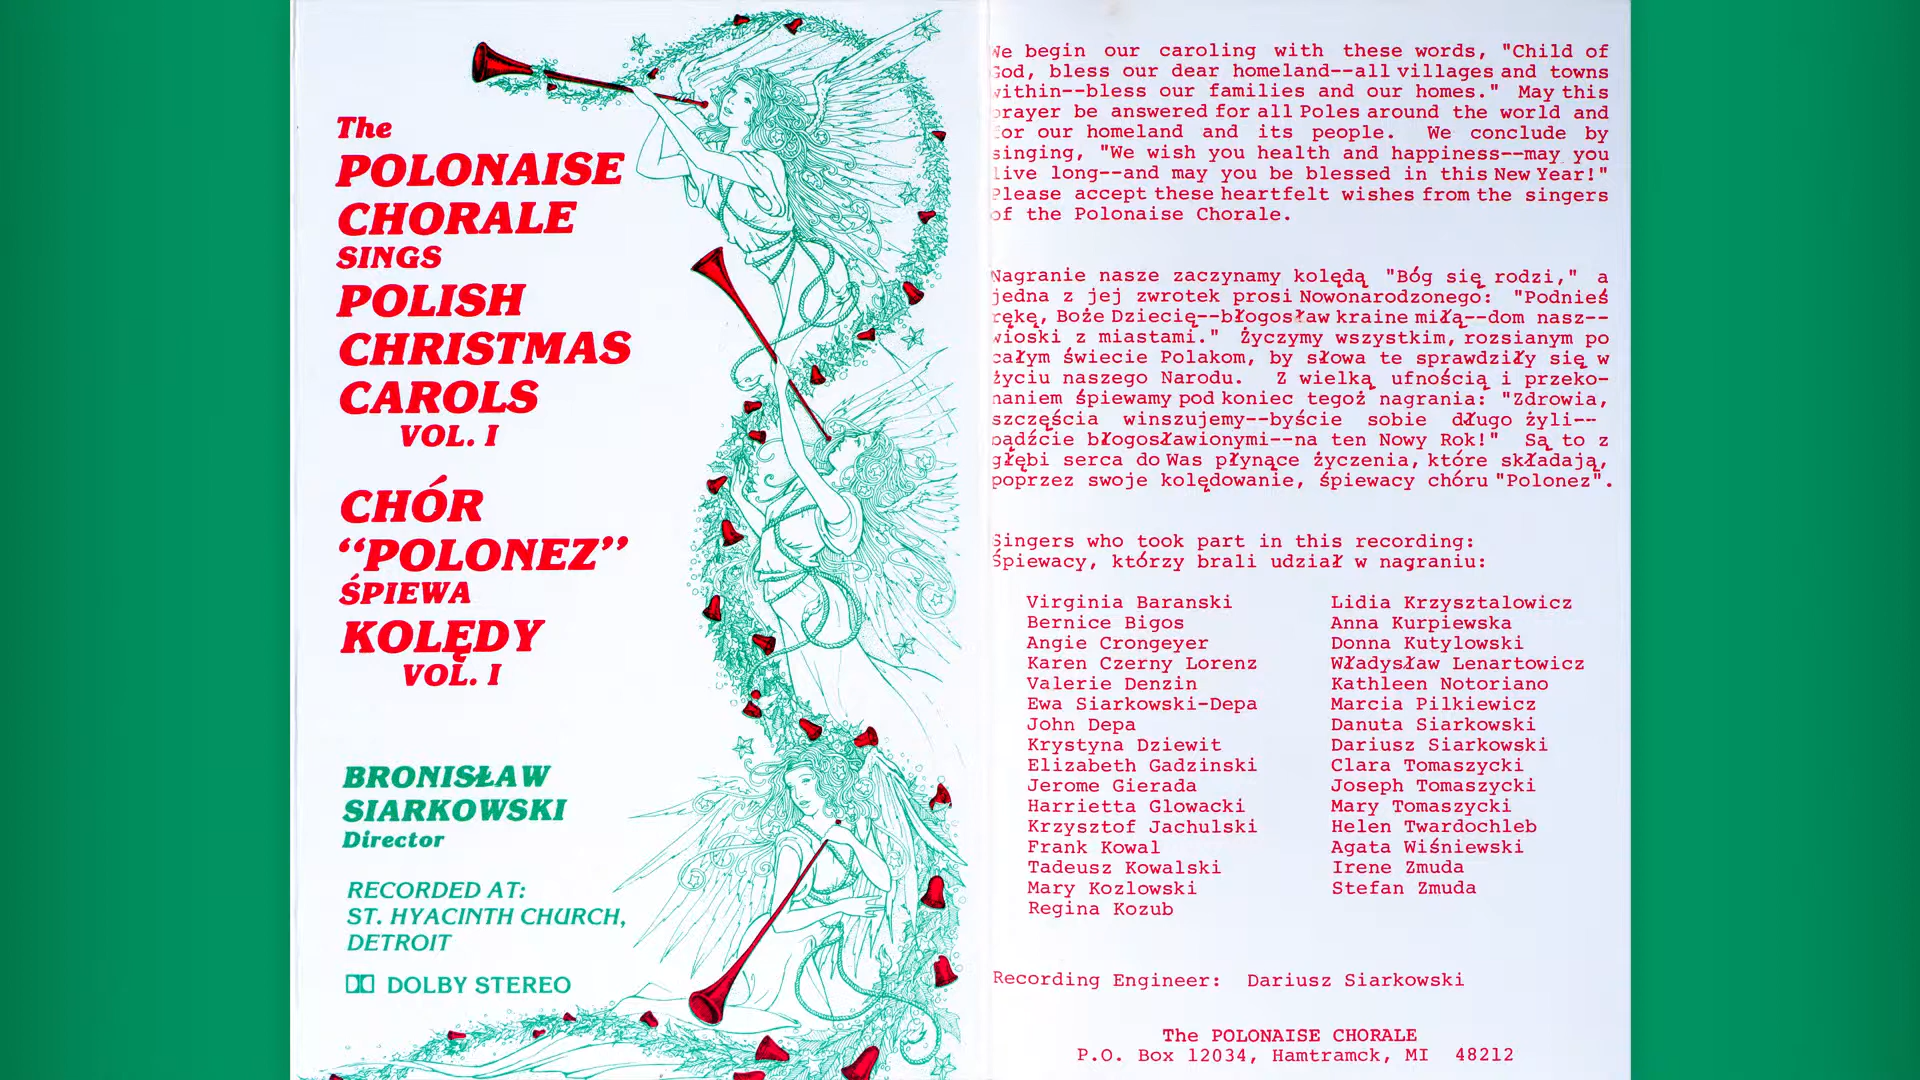 The
POLONAISE
CHORALE
SINGS
POLISH
CHRISTMAS
CAROLS
VOL. I
CHÓR
“POLONEZ”
ŚPIEWA
KOLĘDY
VOL. I
BRONISŁAW
SIARKOWSKI
Director
RECORDED AT:
ST. HYACINTH CHURCH,
DETROIT
DOLBY STEREO
We begin our caroling with these words, "Child of
God, bless our dear homeland--all villages and towns
within--bless our families and our homes." May this
prayer be answered for all Poles around the world and
for our homeland and its people. We conclude by
singing, "We wish you health and happiness--may you
live long--and may you be blessed in this New Year!"
Please accept these heartfelt wishes from the singers
of the Polonaise Chorale.
Nagranie nasze zaczynamy kolędą "Bóg się rodzi," a
jedna z jej zwrotek prosi Nowonarodzonego: "Podnieś
rękę, Boże Dziecię--błogosław kraine miłą--dom nasz--
wioski z miastami." Życzymy wszystkim, rozsianym po
całym świecie Polakom, by słowa te sprawdziły się w
życiu naszego Narodu. Z wielką ufnością i przeko-
naniem śpiewamy pod koniec tegoż nagrania: "Zdrowia,
szczęścia winszujemy--byście sobie długo żyli--
bądźcie błogosławionymi--na ten Nowy Rok!" Są to z
głębi serca do Was płynące życzenia, które składają,
poprzez swoje kolędowanie, śpiewacy chóru "Polonez".
Singers who took part in this recording:
Śpiewacy, którzy brali udział w nagraniu:
Virginia Baranski
Bernice Bigos
Angie Crongeyer
Karen Czerny Lorenz
Valerie Denzin
Ewa Siarkowski-Depa
John Depa
Krystyna Dziewit
Elizabeth Gadzinski
Jerome Gierada
Harrietta Glowacki
Krzysztof Jachulski
Frank Kowal
Tadeusz Kowalski
Mary Kozlowski
Regina Kozub
Lidia Krzysztalowicz
Anna Kurpiewska
Donna Kutylowski
Władysław Lenartowicz
Kathleen Notoriano
Marcia Pilkiewicz
Danuta Siarkowski
Dariusz Siarkowski
Clara Tomaszycki
Joseph Tomaszycki
Mary Tomaszycki
Helen Twardochleb
Agata Wiśniewski
Irene Zmuda
Stefan Zmuda
Recording Engineer: Dariusz Siarkowski
The POLONAISE CHORALE
P.O. Box 12034, Hamtramck, MI 48212